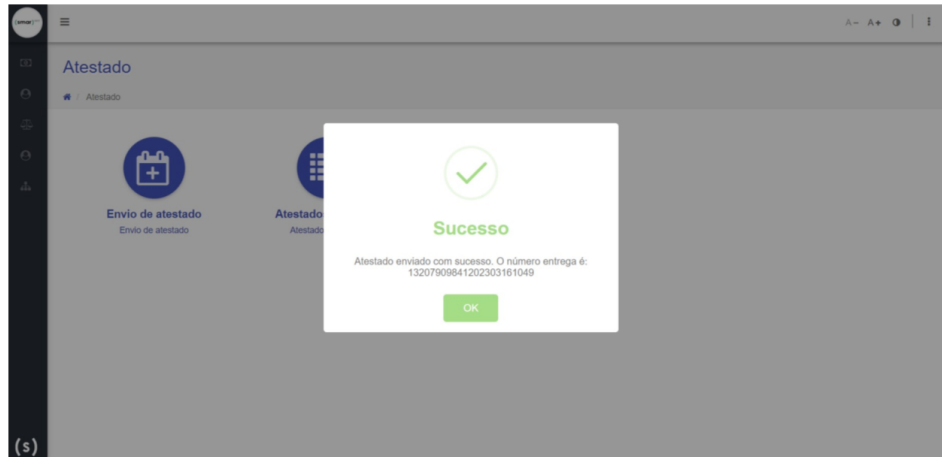 (smar)
A− A+
Atestado
/ Atestado
Envio de atestado
Envio de atestado
Atestado
Atestado
Sucesso
Atestado enviado com sucesso. O número entrega é:
13207909841202303161049
OK
(s)